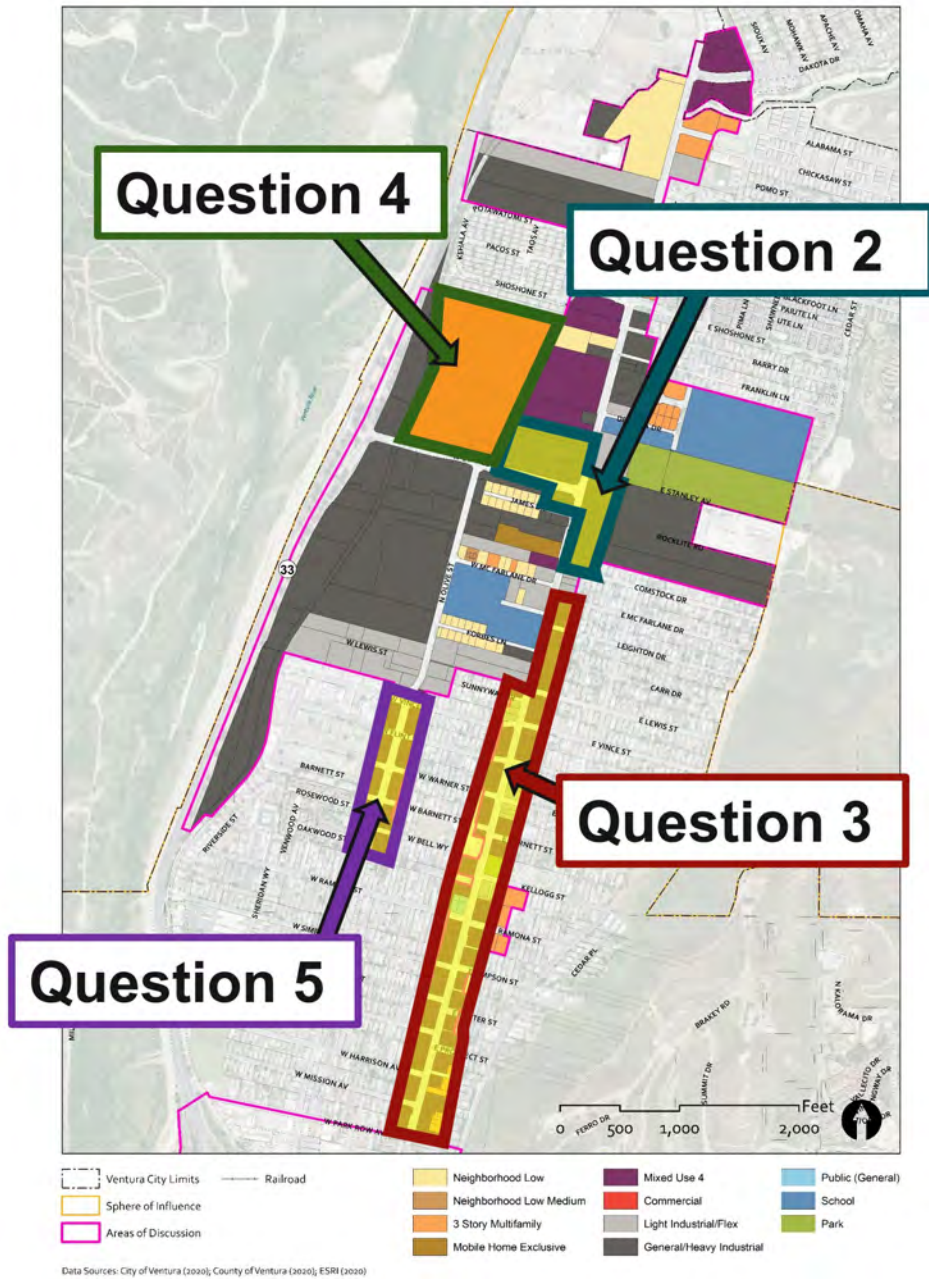 SIOUX AV
MOHAWK AV
APACHE AV
OMAHA AV
DAKOTA DR
ALABAMA ST
CHICKASAW ST
POMO ST
Question 4
POTAWATOMI ST
KEHALA AV
TAOS AV
PACOS ST
SHOSHONE ST
Question 2
BLACKFOOT LN
PAIUTE LN
UTE LN
PIMA LN
CEDAR ST
E SHOSHONE ST
BARRY DR
FRANKLIN LN
Ventura River
E STANLEY AV
JAMES
ROCKLITE RD
33
N OLIVE ST
W MC FARLANE DR
COMSTOCK DR
E MC FARLANE DR
FORBES LN
LEIGHTON DR
W LEWIS ST
CARR DR
E LEWIS ST
E VINCE ST
BARNETT ST
ROSEWOOD ST
VENWOOD AV
OAKWOOD ST
W WARNER ST
W BARNETT ST
W BELL WY
Question 3
RIVERSIDE ST
SHERIDAN WY
KELLOGG ST
RAMONA ST
CEDAR PL
Question 5
BRAKEY RD
SUMMIT DR
W HARRISON AV
W MISSION AV
W PARK ROW AV
FERRO DR
Feet
0 500 1,000 2,000
Ventura City Limits
Railroad
Sphere of Influence
Areas of Discussion
Neighborhood Low
Neighborhood Low Medium
3 Story Multifamily
Mobile Home Exclusive
Mixed Use 4
Commercial
Light Industrial/Flex
General/Heavy Industrial
Public (General)
School
Park
Data Sources: City of Ventura (2020); County of Ventura (2020); ESRI (2020)